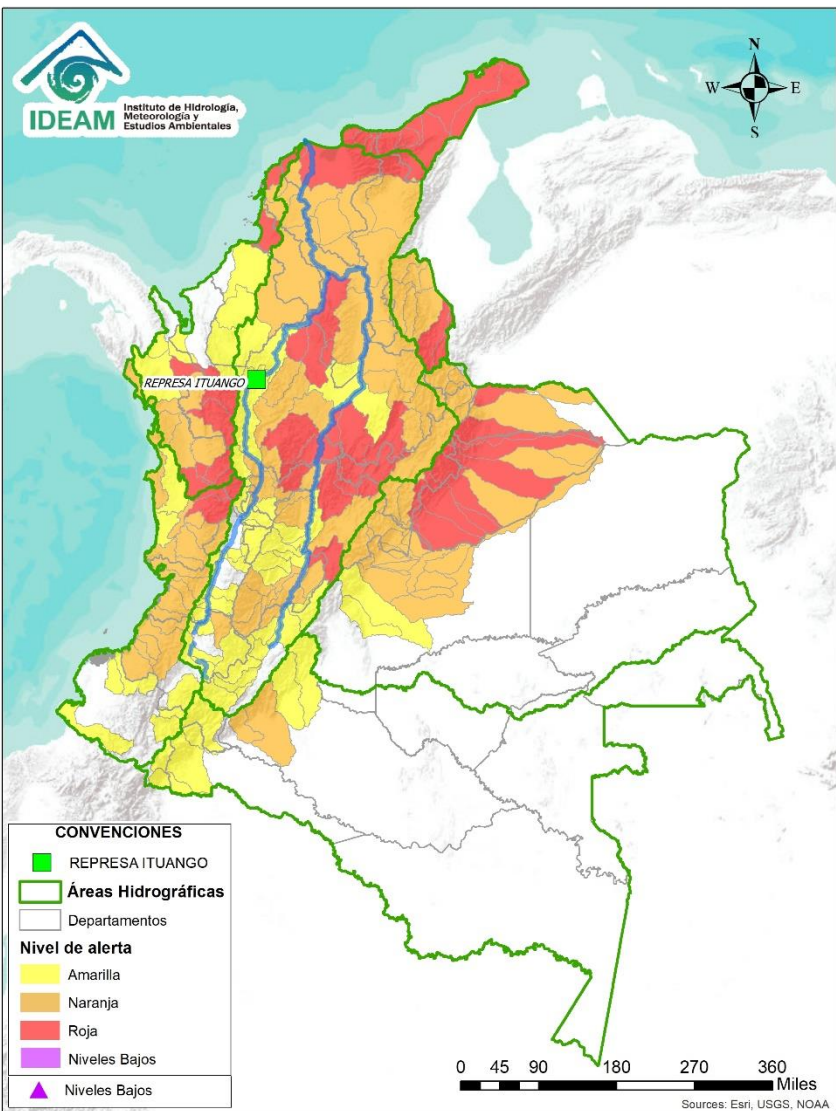 IDEAM
Instituto de Hidrología,
Meteorología y
Estudios Ambientales
N
W
E
S
REPRESA ITUANGO
CONVENCIONES
REPRESA ITUANGO
Áreas Hidrográficas
Departamentos
Nivel de alerta
Amarilla
Naranja
Roja
Niveles Bajos
Niveles Bajos
0 45 90 180 270 360
Miles
Sources: Esri, USGS, NOAA